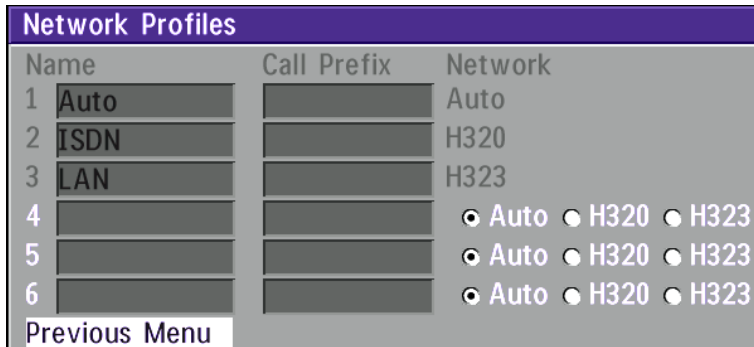 Network Profiles
Name Call Prefix Network
1 Auto Auto
2 ISDN H320
3 LAN H323
4 Auto H320 H323
5 Auto H320 H323
6 Auto H320 H323
Previous Menu